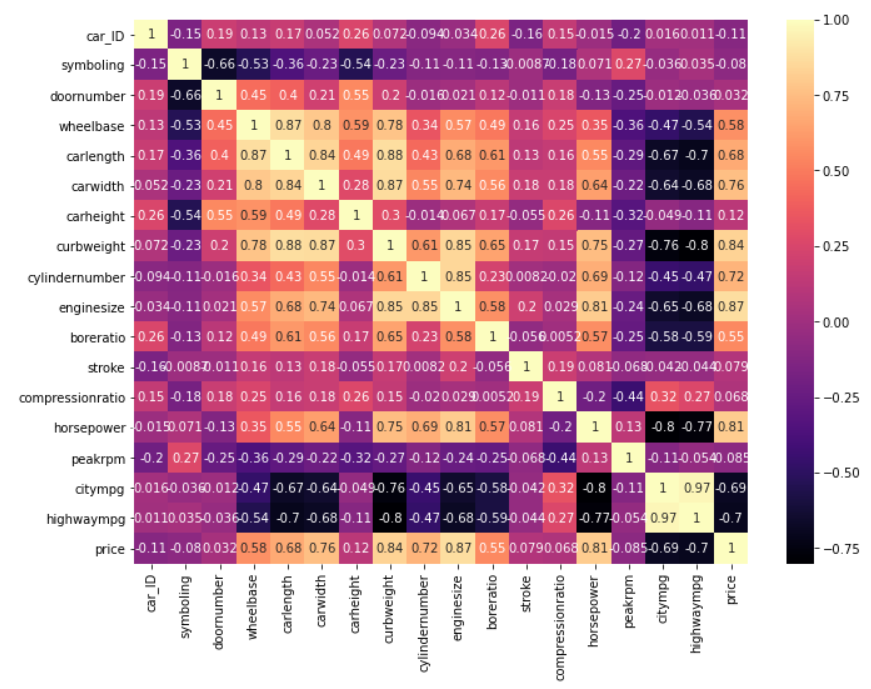 car_ID 1 -0.15 0.19 0.13 0.17 0.052 0.26 0.072 -0.094 -0.034 0.26 -0.16 0.15 -0.015 -0.2 0.016 0.011 -0.11
symboling -0.15 1 -0.66 -0.53 -0.36 -0.23 -0.54 -0.23 -0.11 -0.11 -0.13 -0.0087 -0.18 0.071 0.27 -0.036 0.035 -0.08
doornumber 0.19 -0.66 1 0.45 0.4 0.21 0.55 0.2 -0.016 0.021 0.12 -0.011 0.18 -0.13 -0.25 -0.012 -0.036 0.032
wheelbase 0.13 -0.53 0.45 1 0.87 0.8 0.59 0.78 0.34 0.57 0.49 0.16 0.25 0.35 -0.36 -0.47 -0.54 0.58
carlength 0.17 -0.36 0.4 0.87 1 0.84 0.49 0.88 0.43 0.68 0.61 0.13 0.16 0.55 -0.29 -0.67 -0.7 0.68
carwidth 0.052 -0.23 0.21 0.8 0.84 1 0.28 0.87 0.55 0.74 0.56 0.18 0.18 0.64 -0.22 -0.64 -0.68 0.76
carheight 0.26 -0.54 0.55 0.59 0.49 0.28 1 0.3 -0.014 0.067 0.17 -0.055 0.26 -0.11 -0.32 -0.049 -0.11 0.12
curbweight 0.072 -0.23 0.2 0.78 0.88 0.87 0.3 1 0.61 0.85 0.65 0.17 0.15 0.75 -0.27 -0.76 -0.8 0.84
cylindernumber -0.094 -0.11 -0.016 0.34 0.43 0.55 -0.014 0.61 1 0.85 0.23 0.0082 -0.02 0.69 -0.12 -0.45 -0.47 0.72
enginesize -0.034 -0.11 0.021 0.57 0.68 0.74 0.067 0.85 0.85 1 0.58 0.2 0.029 0.81 -0.24 -0.65 -0.68 0.87
boreratio 0.26 -0.13 0.12 0.49 0.61 0.56 0.17 0.65 0.23 0.58 1 -0.056 0.0052 0.57 -0.25 -0.58 -0.59 0.55
stroke -0.16 -0.0087 -0.011 0.16 0.13 0.18 -0.055 0.17 0.0082 0.2 -0.056 1 0.19 0.081 -0.068 -0.042 -0.044 0.079
compressionratio 0.15 -0.18 0.18 0.25 0.16 0.18 0.26 0.15 -0.02 0.029 0.0052 0.19 1 -0.2 -0.44 0.32 0.27 0.068
horsepower -0.015 0.071 -0.13 0.35 0.55 0.64 -0.11 0.75 0.69 0.81 0.57 0.081 -0.2 1 0.13 -0.8 -0.77 0.81
peakrpm -0.2 0.27 -0.25 -0.36 -0.29 -0.22 -0.32 -0.27 -0.12 -0.24 -0.25 -0.068 -0.44 0.13 1 -0.11 -0.054 -0.085
citympg 0.016 -0.036 -0.012 -0.47 -0.67 -0.64 -0.049 -0.76 -0.45 -0.65 -0.58 -0.042 0.32 -0.8 -0.11 1 0.97 -0.69
highwaympg 0.011 0.035 -0.036 -0.54 -0.7 -0.68 -0.11 -0.8 -0.47 -0.68 -0.59 -0.044 0.27 -0.77 -0.054 0.97 1 -0.7
price -0.11 -0.08 0.032 0.58 0.68 0.76 0.12 0.84 0.72 0.87 0.55 0.079 0.068 0.81 -0.085 -0.69 -0.7 1
car_ID
symboling
doornumber
wheelbase
carlength
carwidth
carheight
curbweight
cylindernumber
enginesize
boreratio
stroke
compressionratio
horsepower
peakrpm
citympg
highwaympg
price
1.00
0.75
0.50
0.25
0.00
−0.25
−0.50
−0.75